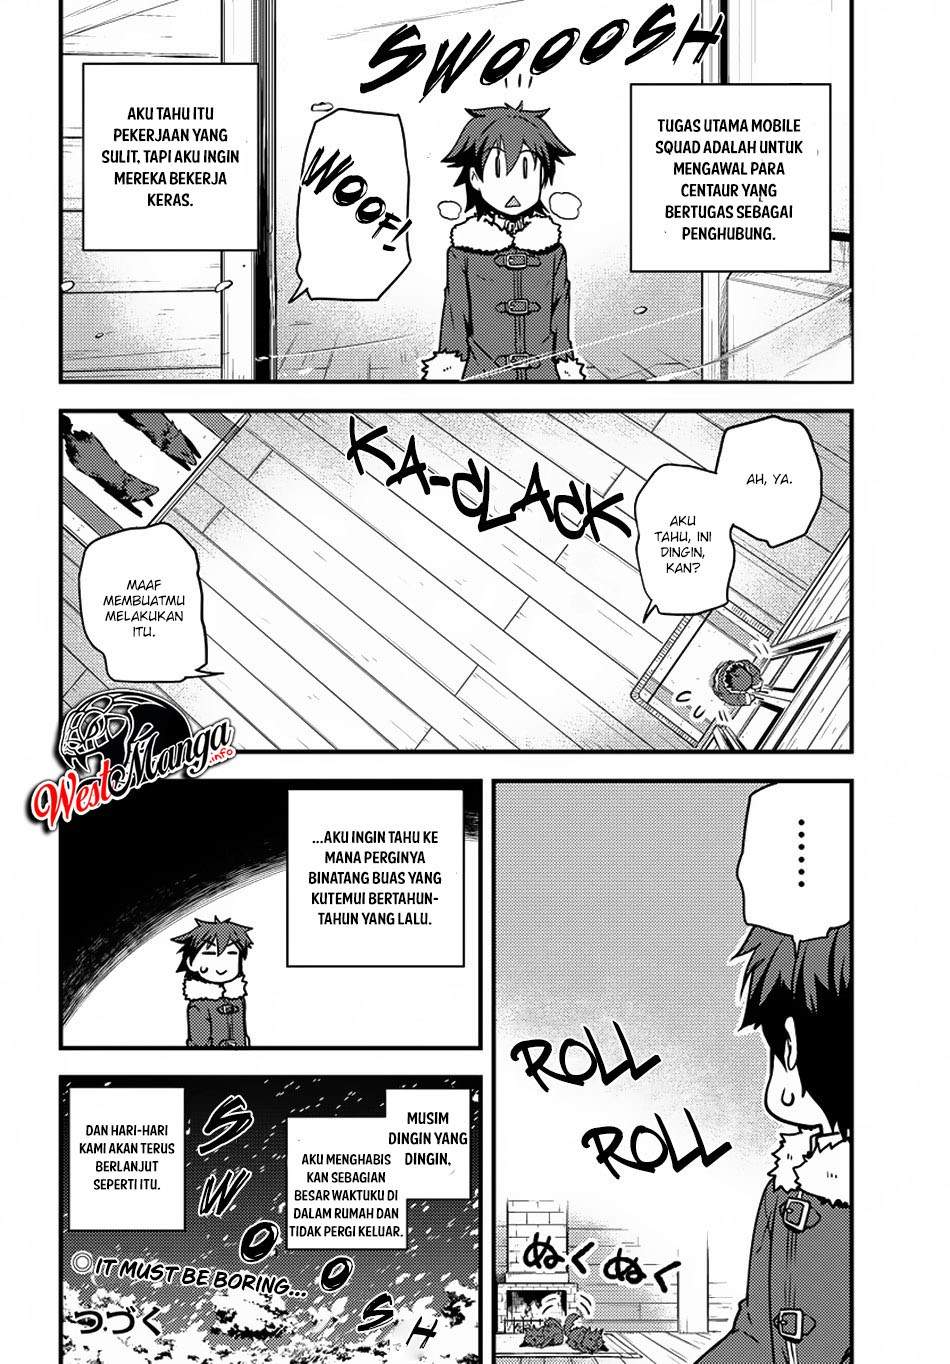 SWOOOSH
TUGAS UTAMA MOBILE
SQUAD ADALAH UNTUK
MENGAWAL PARA
CENTAUR YANG
BERTUGAS SEBAGAI
PENGHUBUNG.
WOOF!
AKU TAHU ITU
PEKERJAAN YANG
SULIT, TAPI AKU INGIN
MEREKA BEKERJA
KERAS.
AH, YA.
AKU
TAHU, INI
DINGIN,
KAN?
KA-CLACK
MAAF
MEMBUATMU
MELAKUKAN
ITU.
WestManga
.info
......
ROLL
ROLL
ぬくぬく
...AKU INGIN TAHU KE
MANA PERGINYA
BINATANG BUAS YANG
KUTEMUI BERTAHUN-
TAHUN YANG LALU.
MUSIM
DINGIN YANG
DINGIN,
AKU MENGHABIS
KAN SEBAGIAN
BESAR WAKTUKU DI
DALAM RUMAH DAN
TIDAK PERGI KELUAR.
SWOOSH
DAN HARI-HARI
KAMI AKAN TERUS
BERLANJUT
SEPERTI ITU.
IT MUST BE BORING...
つづく